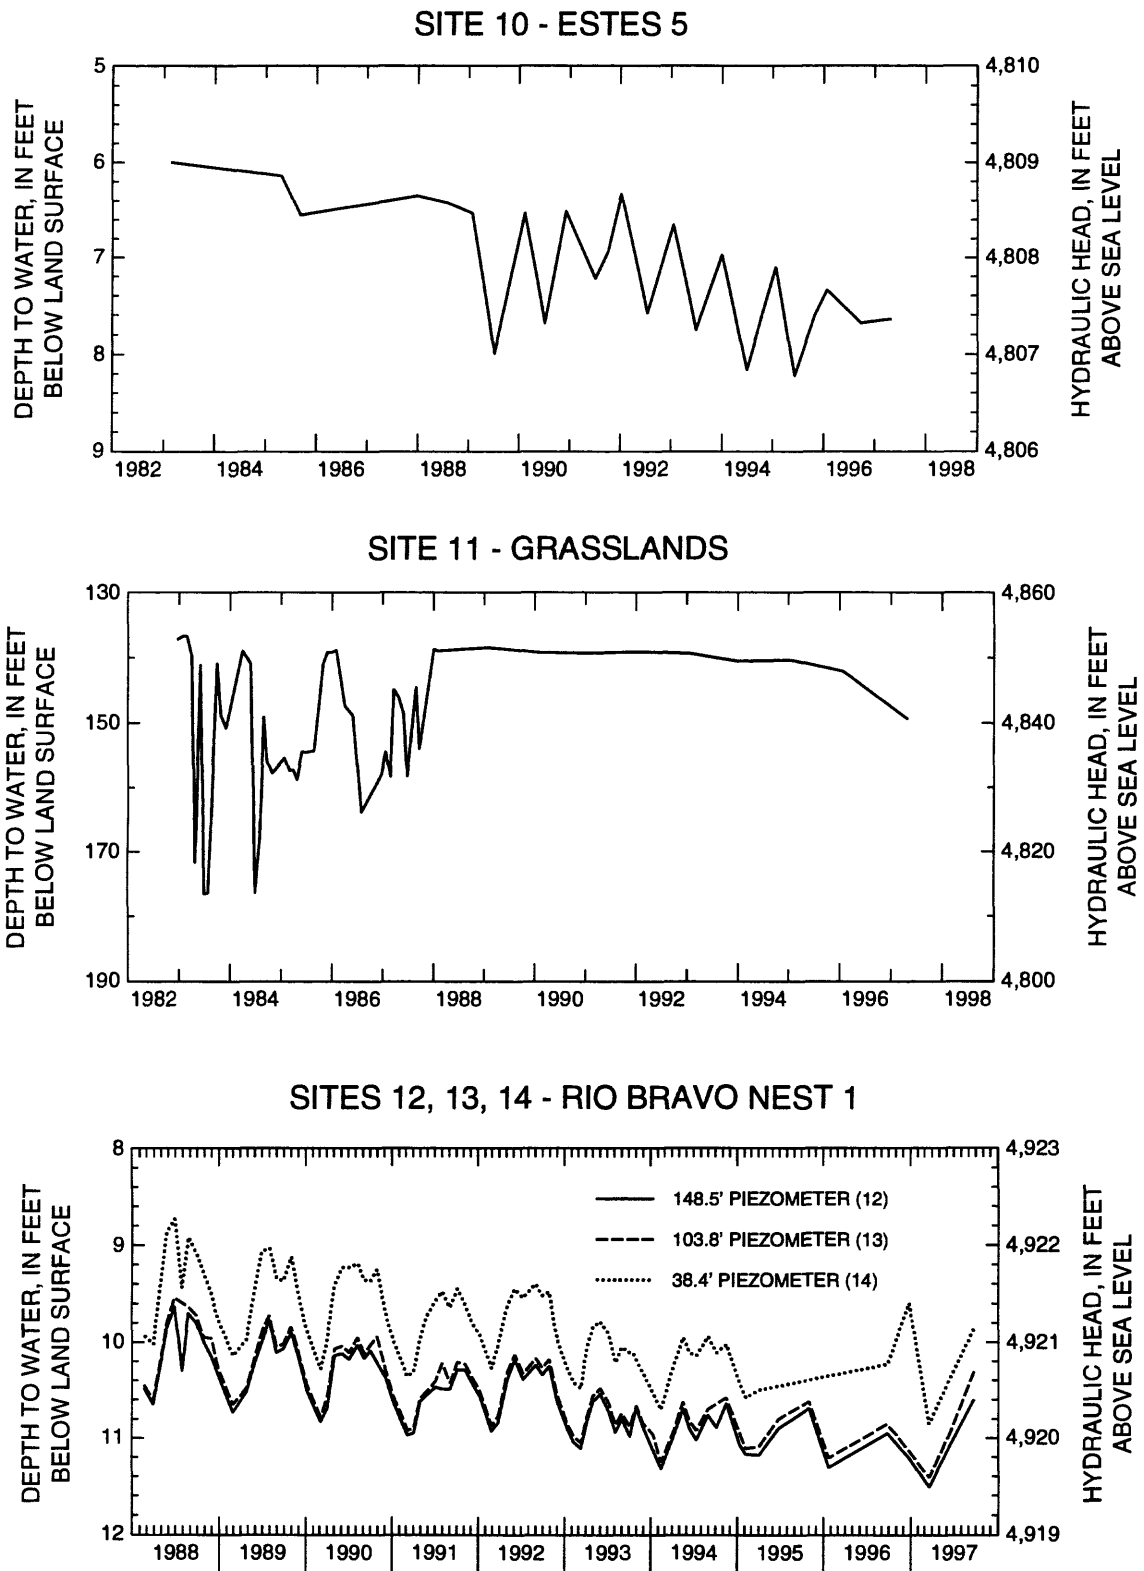 SITE 10 - ESTES 5
DEPTH TO WATER, IN FEET
BELOW LAND SURFACE
5
6
7
8
9
4,810
4,809
4,808
4,807
4,806
HYDRAULIC HEAD, IN FEET
ABOVE SEA LEVEL
1982 1984 1986 1988 1990 1992 1994 1996 1998
SITE 11 - GRASSLANDS
DEPTH TO WATER, IN FEET
BELOW LAND SURFACE
130
150
170
190
4,860
4,840
4,820
4,800
HYDRAULIC HEAD, IN FEET
ABOVE SEA LEVEL
1982 1984 1986 1988 1990 1992 1994 1996 1998
SITES 12, 13, 14 - RIO BRAVO NEST 1
DEPTH TO WATER, IN FEET
BELOW LAND SURFACE
8
9
10
11
12
148.5' PIEZOMETER (12)
103.8' PIEZOMETER (13)
38.4' PIEZOMETER (14)
4,923
4,922
4,921
4,920
4,919
HYDRAULIC HEAD, IN FEET
ABOVE SEA LEVEL
1988 1989 1990 1991 1992 1993 1994 1995 1996 1997